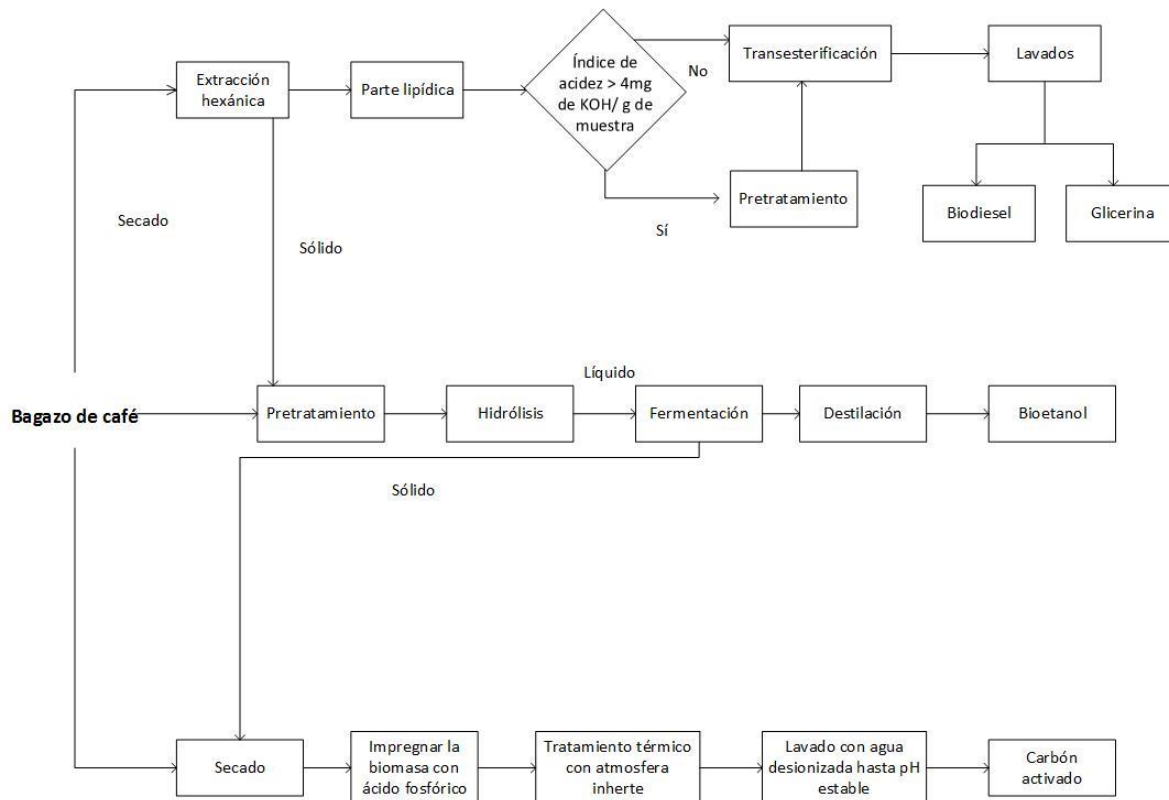 Extracción
hexánica
Parte lipídica
Índice de
acidez > 4mg
de KOH/ g de
muestra
No
Transesterificación
Lavados
Sí
Pretratamiento
Biodiesel
Glicerina
Secado
Sólido
Bagazo de café
Pretratamiento
Hidrólisis
Líquido
Fermentación
Destilación
Bioetanol
Sólido
Secado
Impregnar la
biomasa con
ácido fosfórico
Tratamiento térmico
con atmosfera
inherte
Lavado con agua
desionizada hasta pH
estable
Carbón
activado